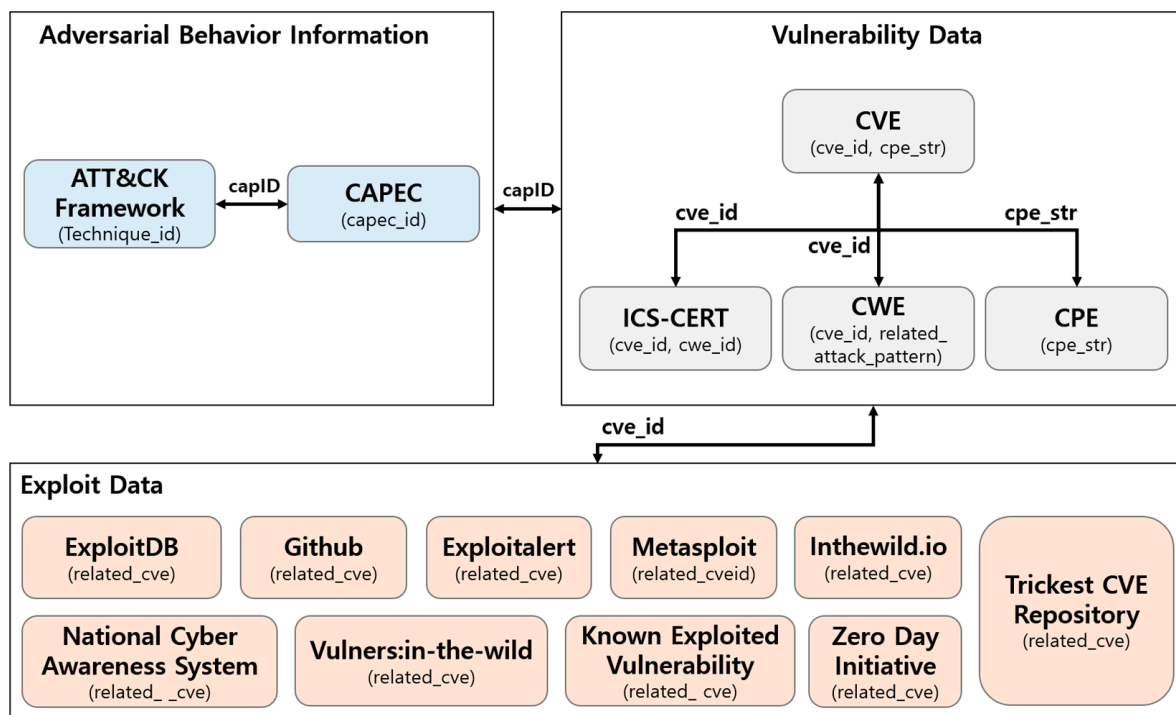 Adversarial Behavior Information
ATT&CK
Framework
(Technique_id)
capID
CAPEC
(capec_id)
capID
Vulnerability Data
CVE
(cve_id, cpe_str)
cve_id
cve_id
cpe_str
ICS-CERT
(cve_id, cwe_id)
CWE
(cve_id, related_
attack_pattern)
CPE
(cpe_str)
cve_id
Exploit Data
ExploitDB
(related_cve)
Github
(related_cve)
Exploitalert
(related_cve)
Metasploit
(related_cveid)
Inthewild.io
(related_cve)
Trickest CVE
Repository
(related_cve)
National Cyber
Awareness System
(related_ _cve)
Vulners:in-the-wild
(related_cve)
Known Exploited
Vulnerability
(related_ cve)
Zero Day
Initiative
(related_cve)